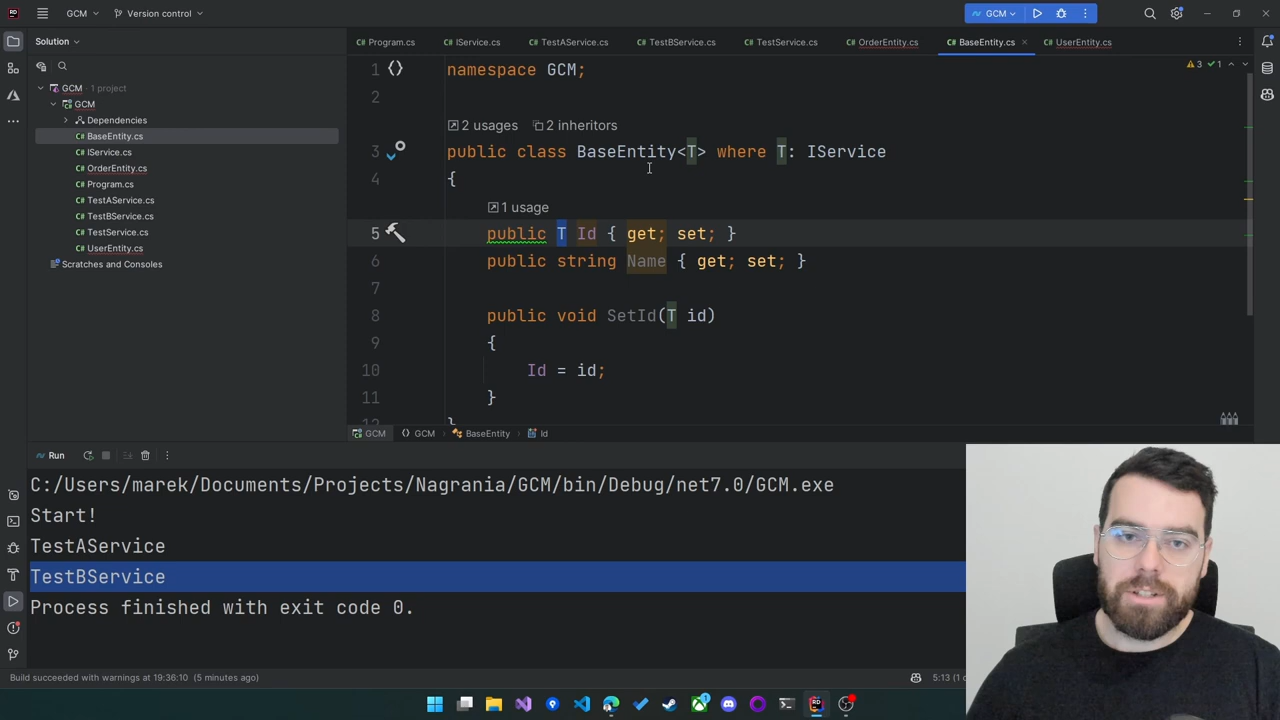 GCM
Version control
GCM
Solution
Program.cs
IService.cs
TestAService.cs
TestBService.cs
TestService.cs
OrderEntity.cs
BaseEntity.cs
UserEntity.cs
GCM · 1 project
GCM
Dependencies
BaseEntity.cs
IService.cs
OrderEntity.cs
Program.cs
TestAService.cs
TestBService.cs
TestService.cs
UserEntity.cs
Scratches and Consoles
3 1
1 namespace GCM;
2
2 usages 2 inheritors
3 public class BaseEntity<T> where T: IService
4 {
1 usage
5 public T Id { get; set; }
6 public string Name { get; set; }
7
8 public void SetId(T id)
9 {
10 Id = id;
11 }
12 }
GCM
GCM
BaseEntity
Id
Run
C:/Users/marek/Documents/Projects/Nagrania/GCM/bin/Debug/net7.0/GCM.exe
Start!
TestAService
TestBService
Process finished with exit code 0.
Build succeeded with warnings at 19:36:10 (5 minutes ago)
5:13 (1 c